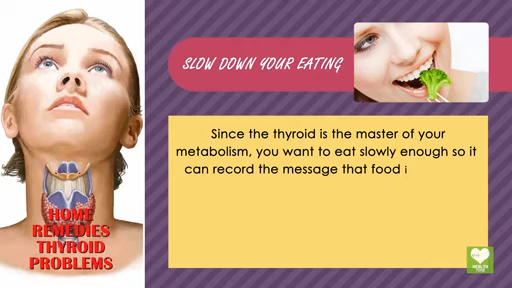 SLOW DOWN YOUR EATING
Since the thyroid is the master of your
metabolism, you want to eat slowly enough so it
can record the message that food i
HOME
REMEDIES
THYROID
PROBLEMS
HEALTH